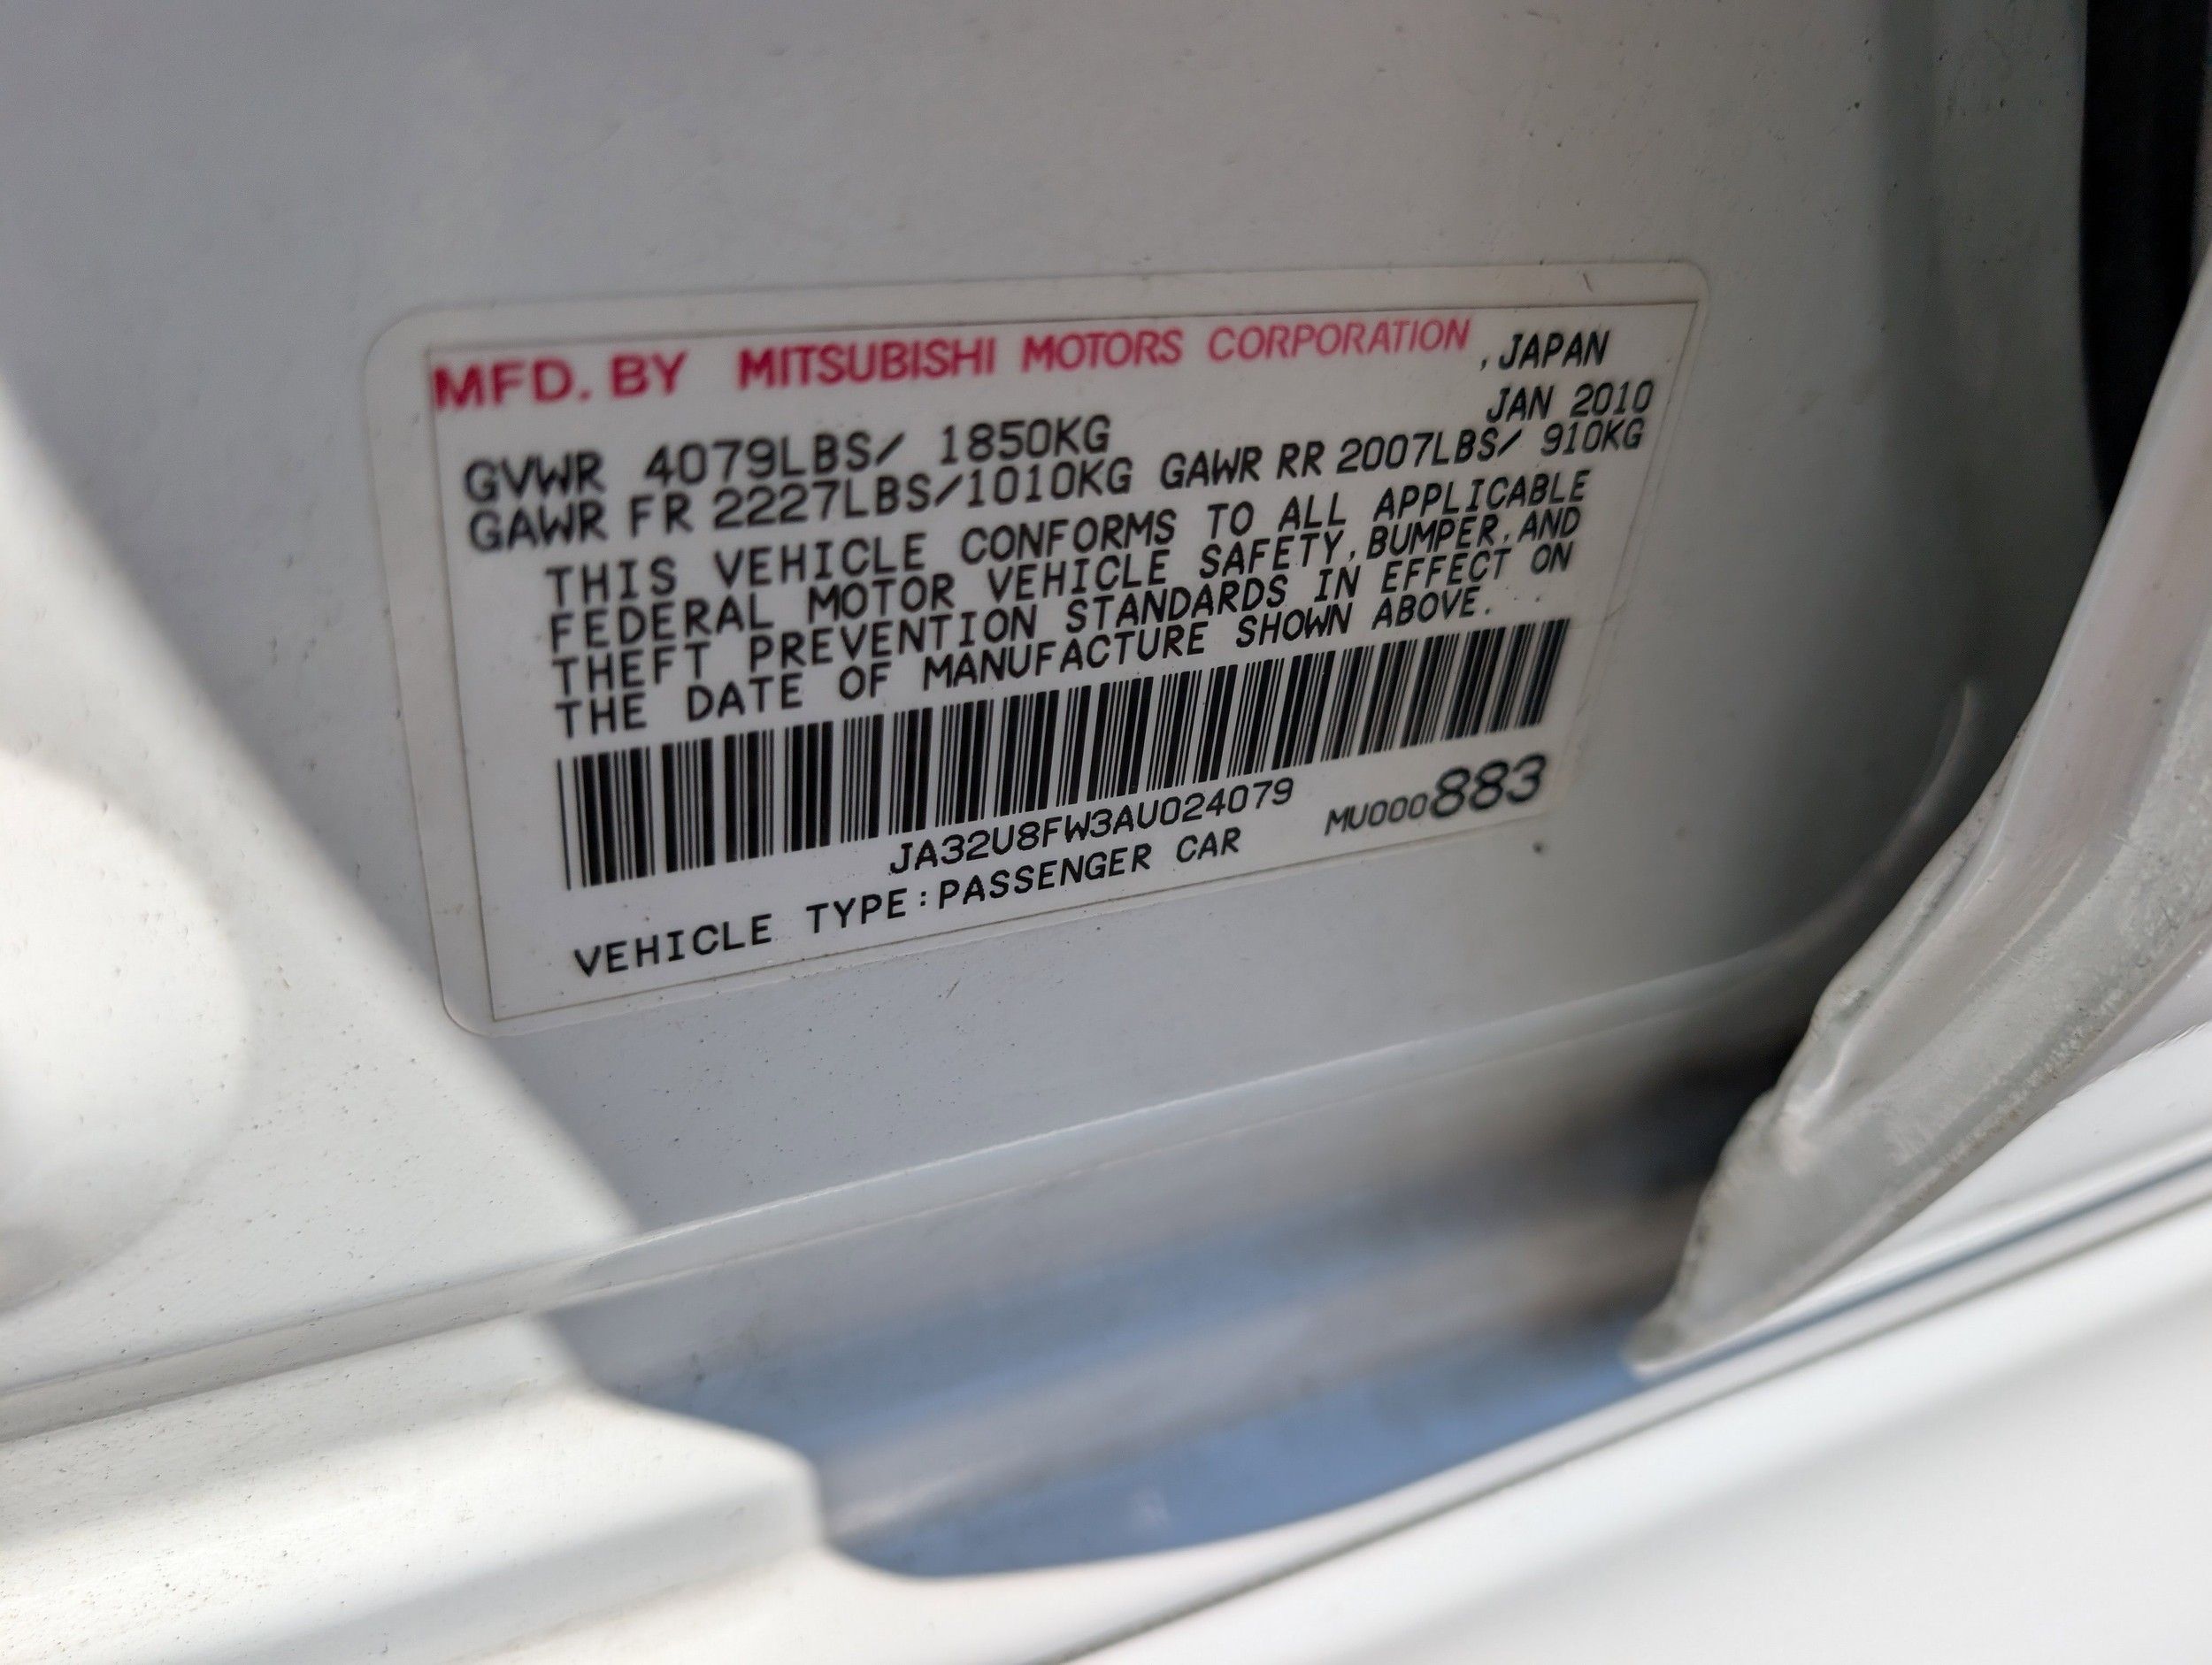 MFD. BY MITSUBISHI MOTORS CORPORATION , JAPAN
JAN 2010
GVWR 4079LBS/ 1850KG
GAWR FR 2227LBS/1010KG GAWR RR 2007LBS/ 910KG
THIS VEHICLE CONFORMS TO ALL APPLICABLE
FEDERAL MOTOR VEHICLE SAFETY, BUMPER, AND
THEFT PREVENTION STANDARDS IN EFFECT ON
THE DATE OF MANUFACTURE SHOWN ABOVE.
JA32U8FW3AU024079
MU000883
VEHICLE TYPE:PASSENGER CAR